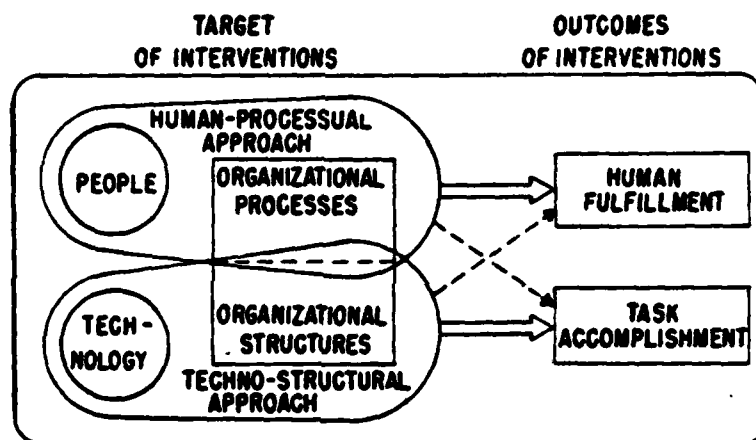 TARGET
OF INTERVENTIONS
OUTCOMES
OF INTERVENTIONS
HUMAN-PROCESSUAL
APPROACH
PEOPLE
ORGANIZATIONAL
PROCESSES
HUMAN
FULFILLMENT
TECH-
NOLOGY
ORGANIZATIONAL
STRUCTURES
TECHNO-STRUCTURAL
APPROACH
TASK
ACCOMPLISHMENT